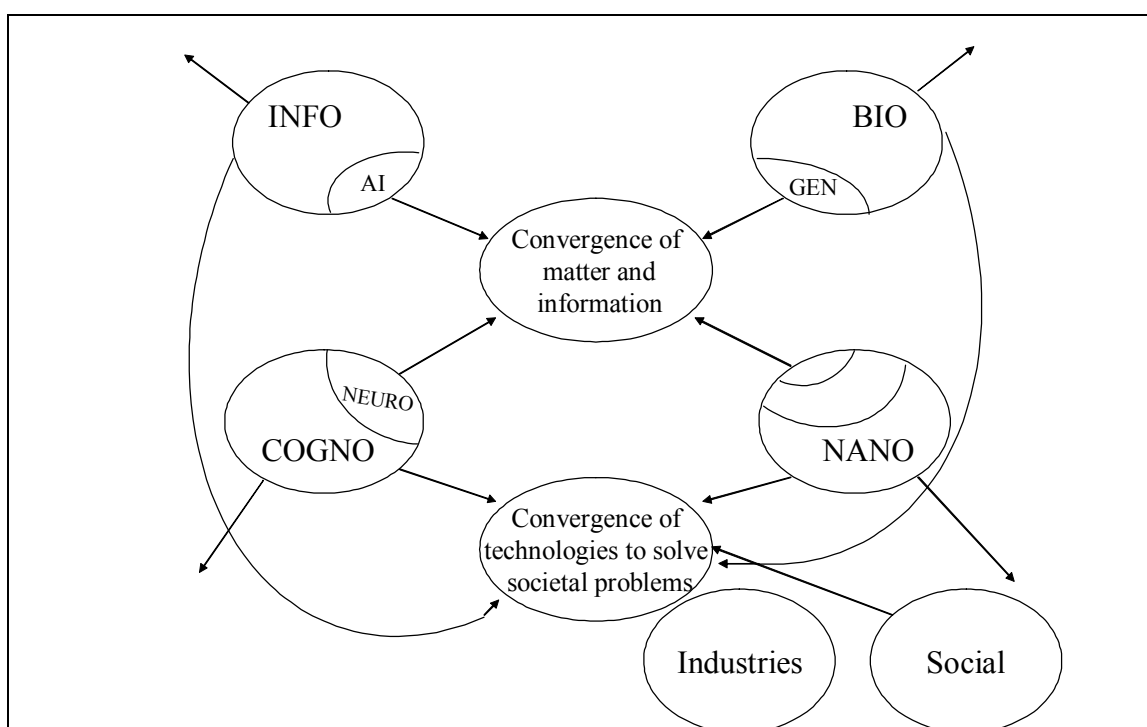 INFO
BIO
AI
GEN
Convergence of
matter and
information
NEURO
COGNO
NANO
Convergence of
technologies to solve
societal problems
Industries
Social